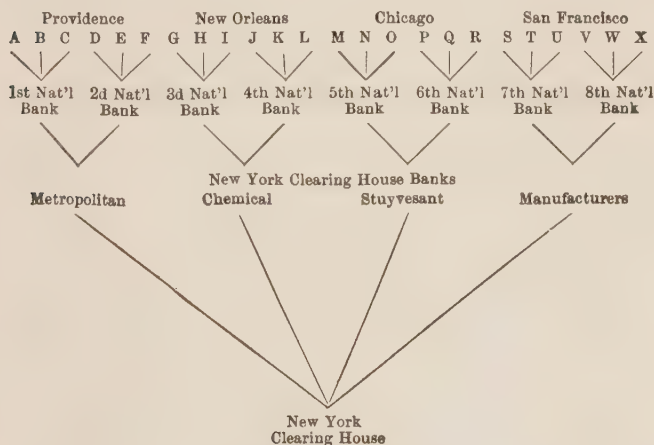 Providence New Orleans Chicago San Francisco
A B C D E F G H I J K L M N O P Q R S T U V W X
1st Nat'l 2d Nat'l 3d Nat'l 4th Nat'l 5th Nat'l 6th Nat'l 7th Nat'l 8th Nat'l
Bank Bank Bank Bank Bank Bank Bank Bank
New York Clearing House Banks
Metropolitan Chemical Stuyvesant Manufacturers
New York
Clearing House